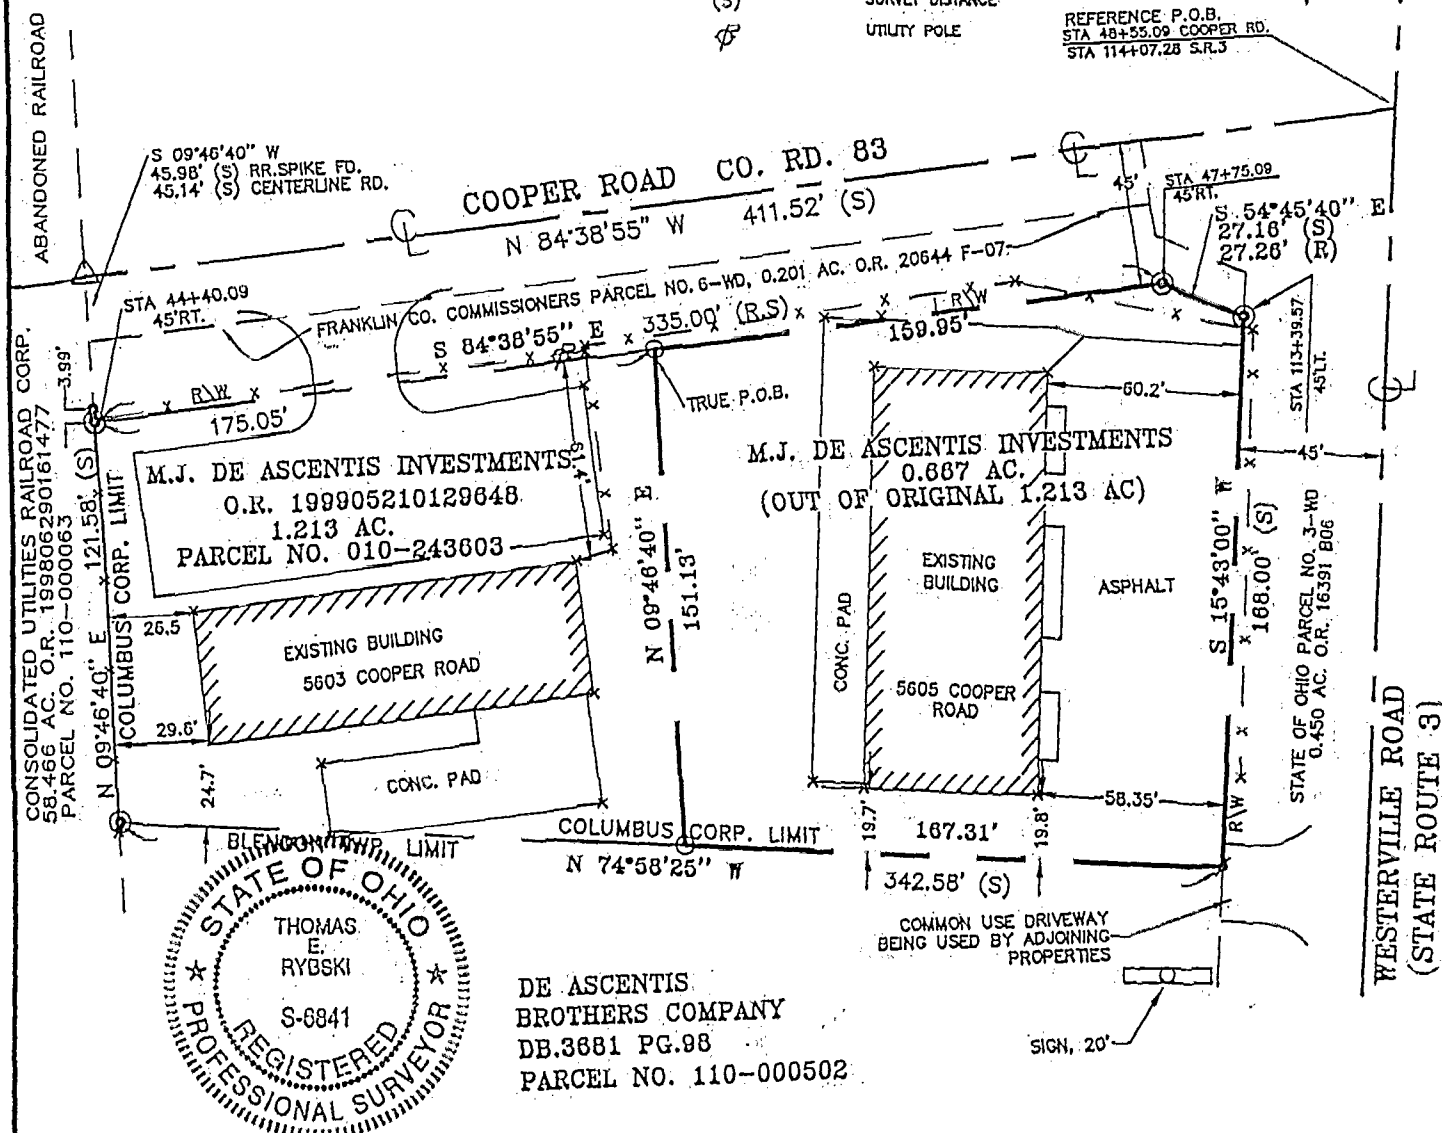 (S) SURVEY DISTANCE
UTILITY POLE
REFERENCE P.O.B.
STA 48+55.09 COOPER RD.
STA 114+07.28 S.R.3
ABANDONED RAILROAD
S 09°46'40" W
45.98' (S) RR.SPIKE FD.
45.14' (S) CENTERLINE RD.
COOPER ROAD CO. RD. 83
N 84°38'55" W 411.52' (S)
45'
STA 47+75.09
45'RT.
S 54°45'40" E
27.16' (S)
27.26' (R)
STA 44+40.09
45'RT.
FRANKLIN CO. COMMISSIONERS PARCEL NO. 6-WD, 0.201 AC. O.R. 20644 F-07
S 84°38'55" E 335.00' (R.S)
R\W
159.95'
R\W
175.05'
3.99'
TRUE P.O.B.
60.2'
STA 113+39.57
45'LT.
45'
M.J. DE ASCENTIS INVESTMENTS
O.R. 199905210129648
1.213 AC.
PARCEL NO. 010-243603
61.4'
M.J. DE ASCENTIS INVESTMENTS
0.667 AC.
(OUT OF ORIGINAL 1.213 AC)
CONSOLIDATED UTILITIES RAILROAD CORP.
58.466 AC. O.R. 199806290161477
PARCEL NO. 110-000063
N 09°46'40" E 121.58' (S)
COLUMBUS CORP. LIMIT
N 09°46'40" E
151.13'
26.5
EXISTING BUILDING
5603 COOPER ROAD
29.6'
24.7'
CONC. PAD
CONC. PAD
EXISTING
BUILDING
5605 COOPER
ROAD
ASPHALT
S 15°43'00" W
168.00' (S)
STATE OF OHIO PARCEL NO. 3-WD
0.450 AC. O.R. 16391 B06
R\W
WESTERVILLE ROAD
(STATE ROUTE 3)
58.35'
BLENDON TWP. LIMIT
COLUMBUS CORP. LIMIT
N 74°58'25" W
19.7'
167.31'
19.8'
342.58' (S)
COMMON USE DRIVEWAY
BEING USED BY ADJOINING
PROPERTIES
SIGN, 20'
STATE OF OHIO
THOMAS
E.
RYBSKI
S-6841
REGISTERED
PROFESSIONAL SURVEYOR
DE ASCENTIS
BROTHERS COMPANY
DB.3681 PG.98
PARCEL NO. 110-000502